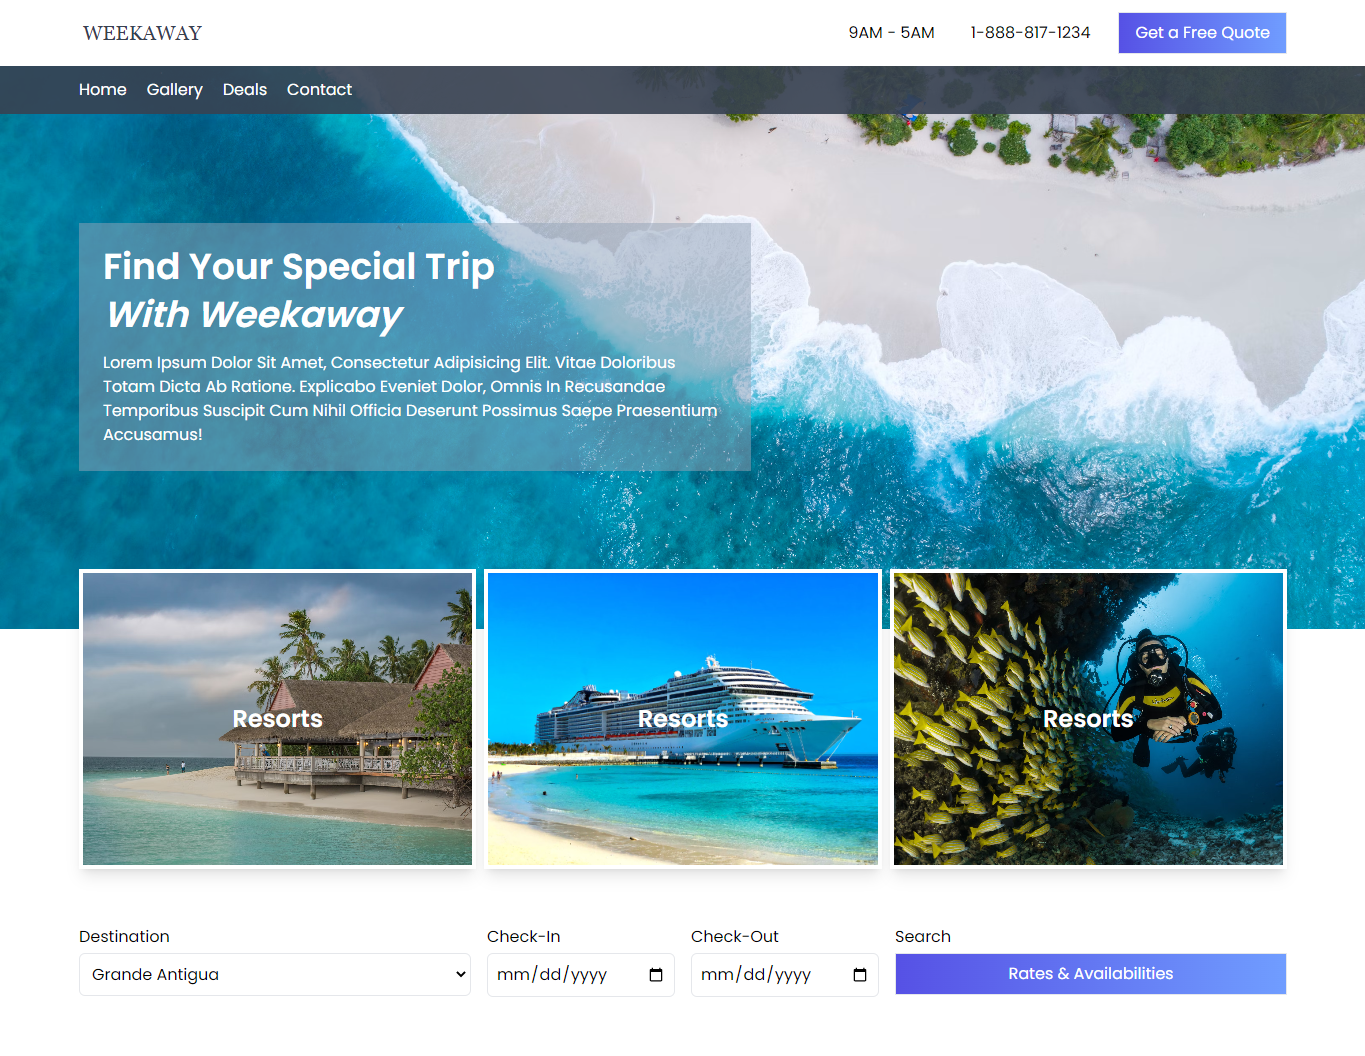 WEEKAWAY
9AM - 5AM
1-888-817-1234
Get a Free Quote
Home
Gallery
Deals
Contact
Find Your Special Trip
With Weekaway
Lorem Ipsum Dolor Sit Amet, Consectetur Adipisicing Elit. Vitae Doloribus
Totam Dicta Ab Ratione. Explicabo Eveniet Dolor, Omnis In Recusandae
Temporibus Suscipit Cum Nihil Officia Deserunt Possimus Saepe Praesentium
Accusamus!
Resorts
Resorts
Resorts
Destination
Check-In
Check-Out
Search
Grande Antigua
mm/dd/yyyy
mm/dd/yyyy
Rates & Availabilities